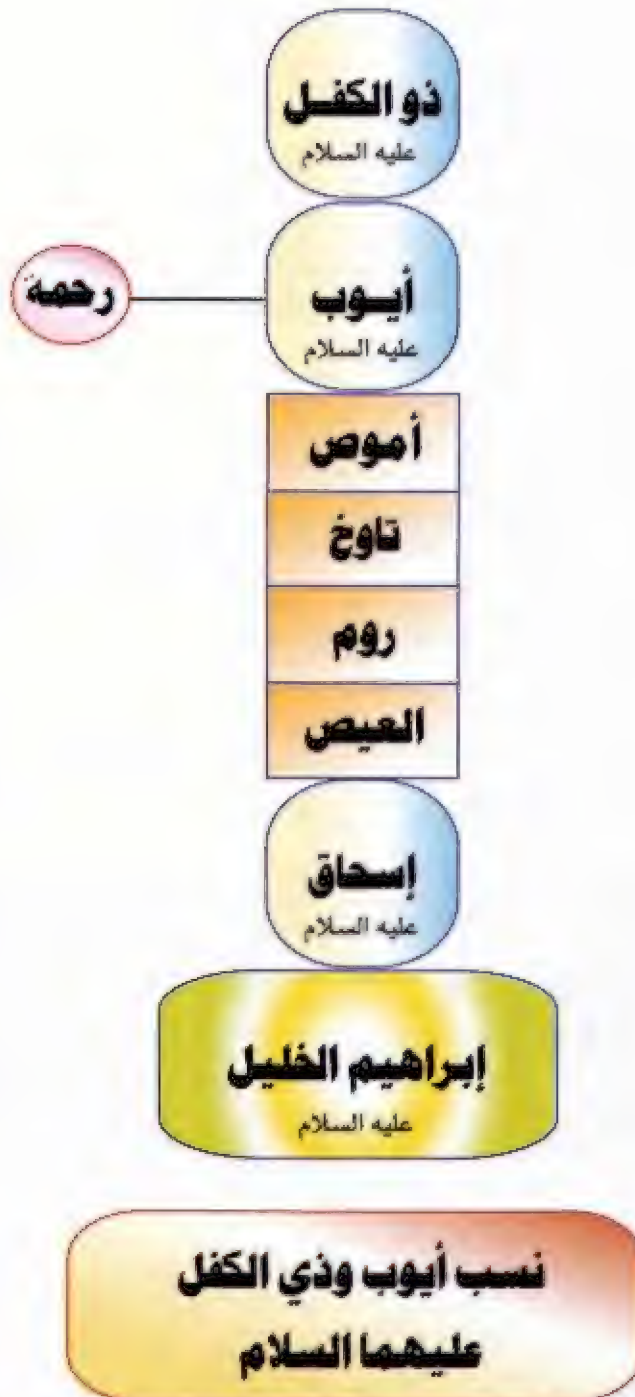 ذو الكفل
عليه السلام
أيوب
عليه السلام
رحمة
أموص
تاوخ
روم
العيص
إسحاق
عليه السلام
إبراهيم الخليل
عليه السلام
نسب أيوب وذي الكفل
عليهما السلام